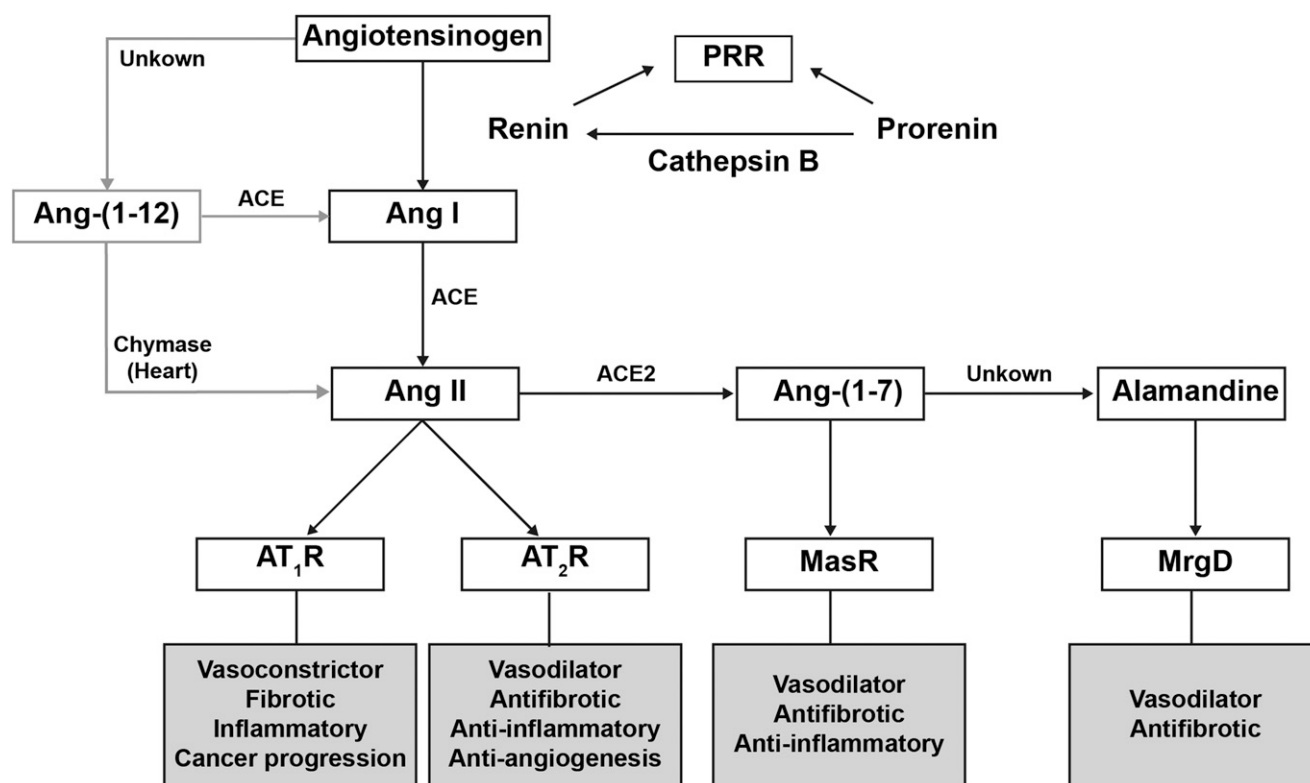 Angiotensinogen
Unkown
PRR
Renin
Prorenin
Cathepsin B
Ang-(1-12)
ACE
Ang I
ACE
Chymase
(Heart)
Ang II
ACE2
Ang-(1-7)
Unkown
Alamandine
AT₁R
AT₂R
MasR
MrgD
Vasoconstrictor
Fibrotic
Inflammatory
Cancer progression
Vasodilator
Antifibrotic
Anti-inflammatory
Anti-angiogenesis
Vasodilator
Antifibrotic
Anti-inflammatory
Vasodilator
Antifibrotic